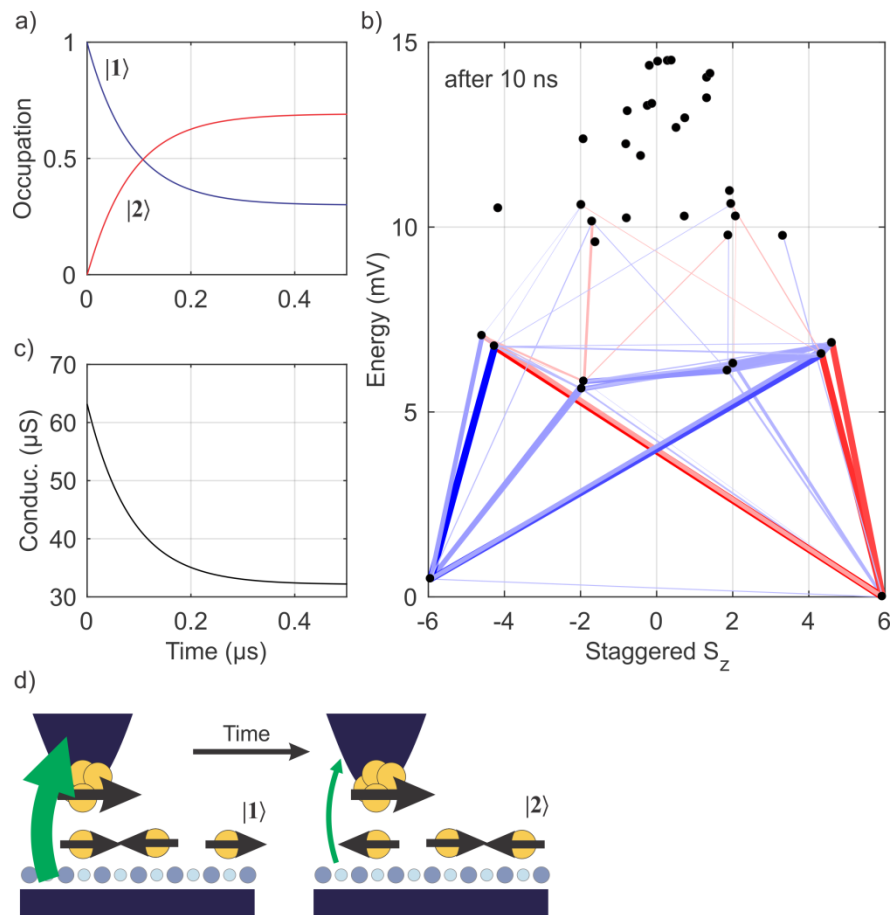 a)
1
0.5
0
Occupation
|1⟩
|2⟩
0
0.2
0.4
c)
70
60
50
40
30
Conduc. (µS)
0
0.2
0.4
Time (µs)
b)
15
10
5
0
Energy (mV)
after 10 ns
-6
-4
-2
0
2
4
6
Staggered S_z
d)
Time
|1⟩
|2⟩